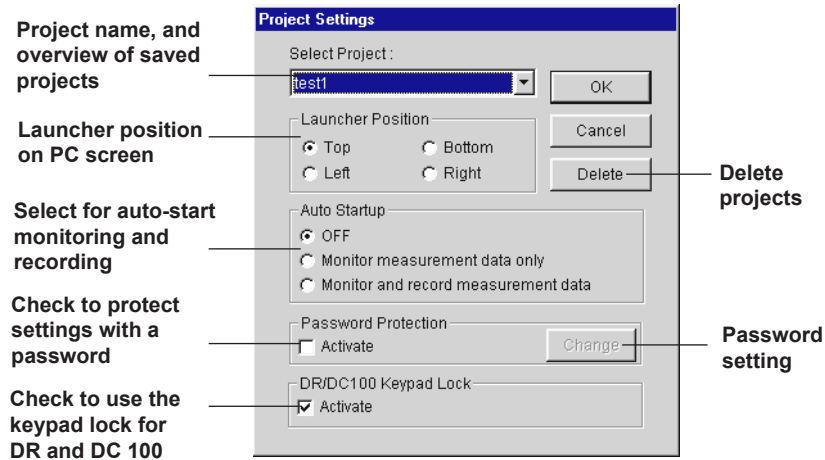 Project name, and
overview of saved
projects
Launcher position
on PC screen
Select for auto-start
monitoring and
recording
Check to protect
settings with a
password
Check to use the
keypad lock for
DR and DC 100
Project Settings
Select Project :
test1
OK
Launcher Position
Top
Bottom
Left
Right
Cancel
Delete
Auto Startup
OFF
Monitor measurement data only
Monitor and record measurement data
Password Protection
Activate
Change
DR/DC100 Keypad Lock
Activate
Delete
projects
Password
setting